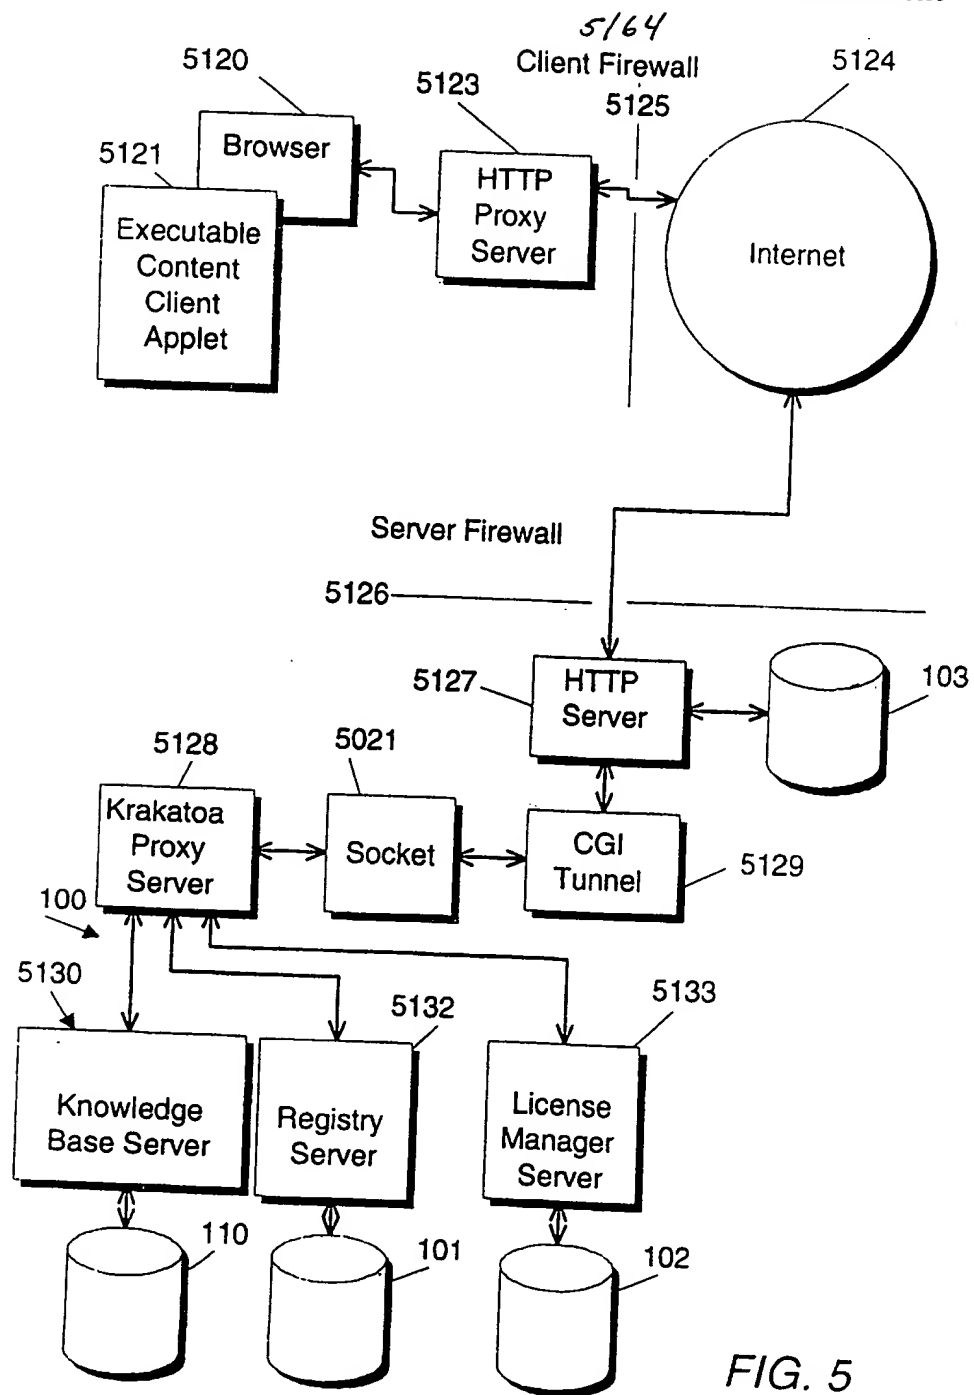 5/64
5120
5123
Client Firewall
5124
5125
5121
Browser
HTTP
Proxy
Server
Executable
Content
Client
Applet
Internet
Server Firewall
5126
5127
HTTP
Server
103
5128
5021
Krakatoa
Proxy
Server
Socket
CGI
Tunnel
5129
100
5130
5132
5133
Knowledge
Base Server
Registry
Server
License
Manager
Server
110
101
102
FIG. 5